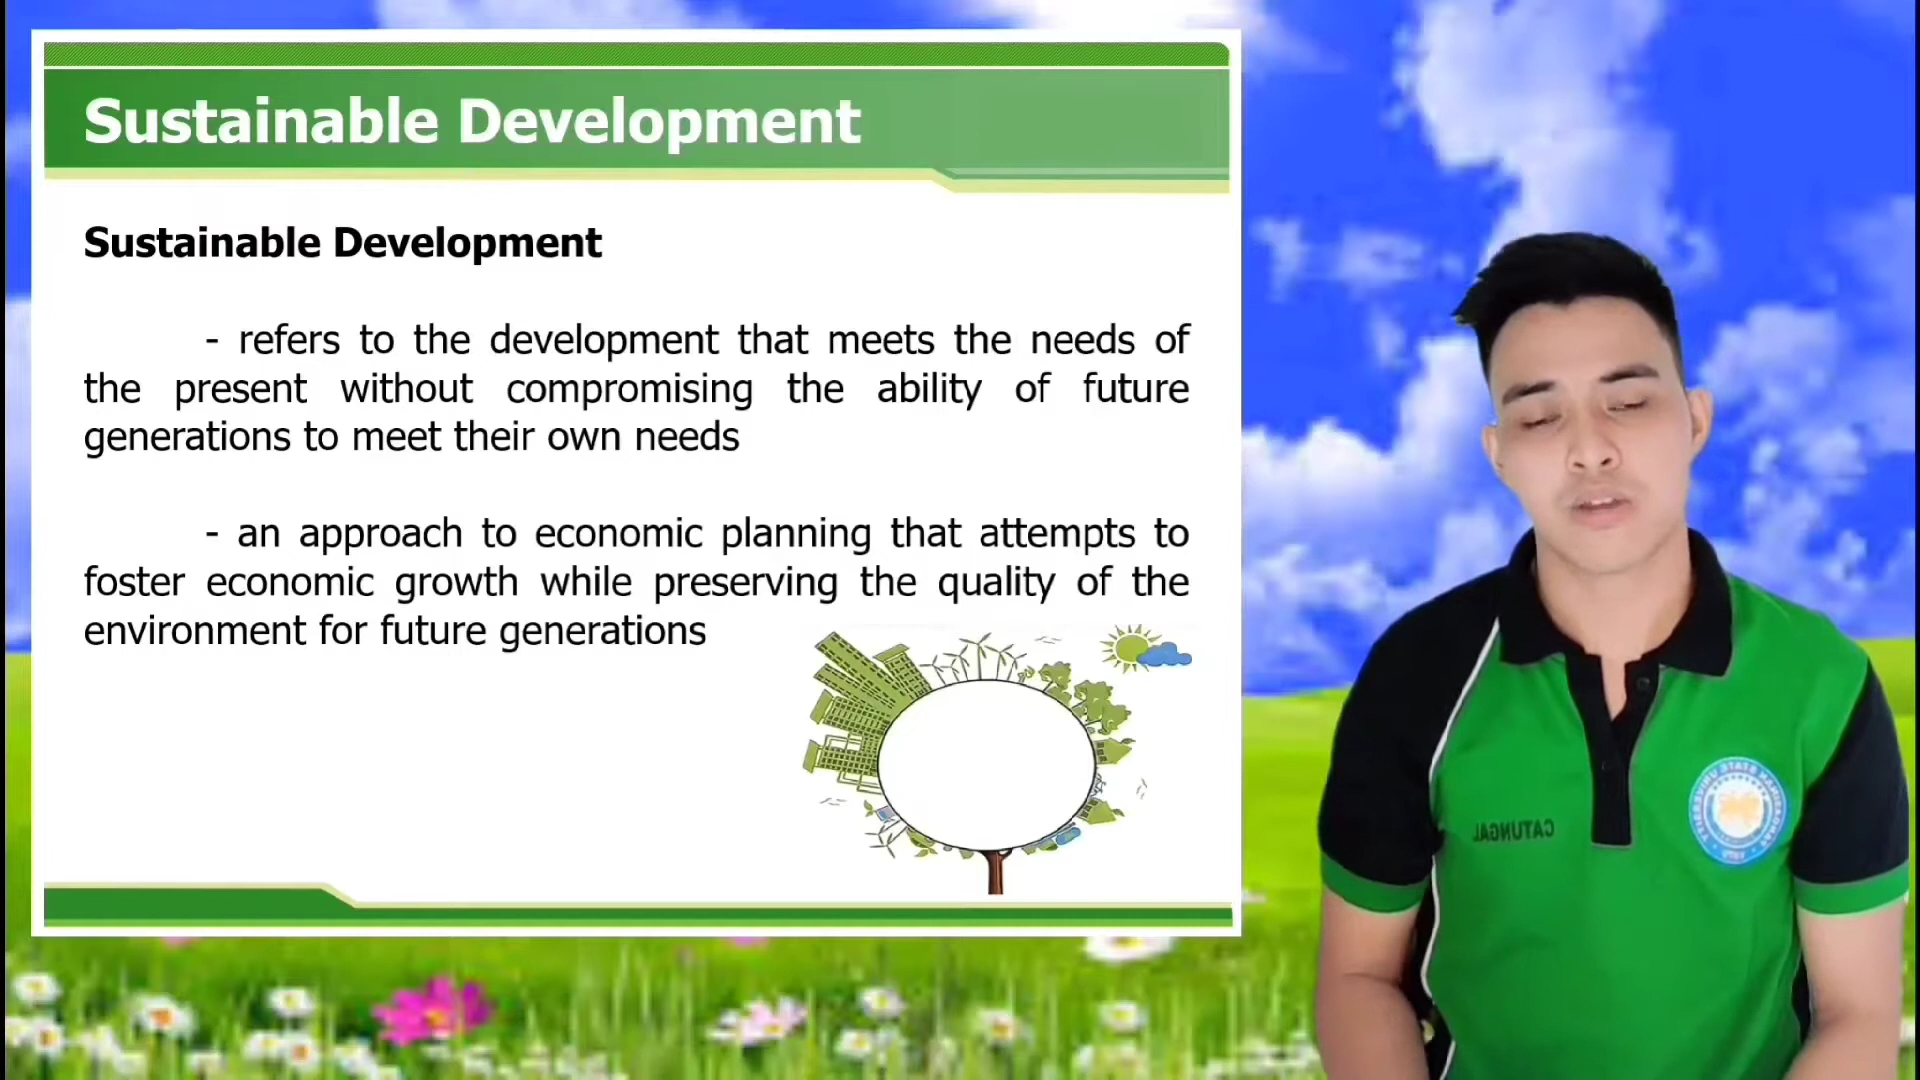 Sustainable Development
Sustainable Development
- refers to the development that meets the needs of
the present without compromising the ability of future
generations to meet their own needs
- an approach to economic planning that attempts to
foster economic growth while preserving the quality of the
environment for future generations
CATUNGAL